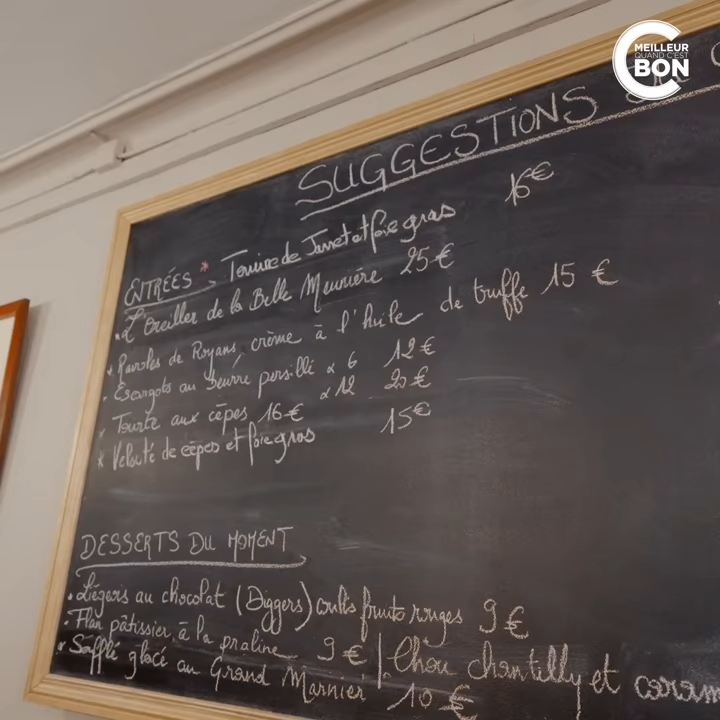 C
MEILLEUR
QUAND C'EST
BON
SUGGESTIONS
ENTRÉES * - Terrine de Jarret et foie gras 16€
. L'Oreiller de la Belle Meunière 25€
* Ravioles de Royans, crème à l'huile de truffe 15 €
. Escargots au beurre persillé x 6 12€
x 12 20€
* Tourte aux cèpes 16€
* Velouté de cèpes et foie gras 15€
DESSERTS DU MOMENT
. Liégeois au chocolat (Diggers) coulis fruits rouges 9€
. Flan pâtissier à la praline 9€ | Chou chantilly et caram
* Soufflé glacé au Grand Marnier 10€